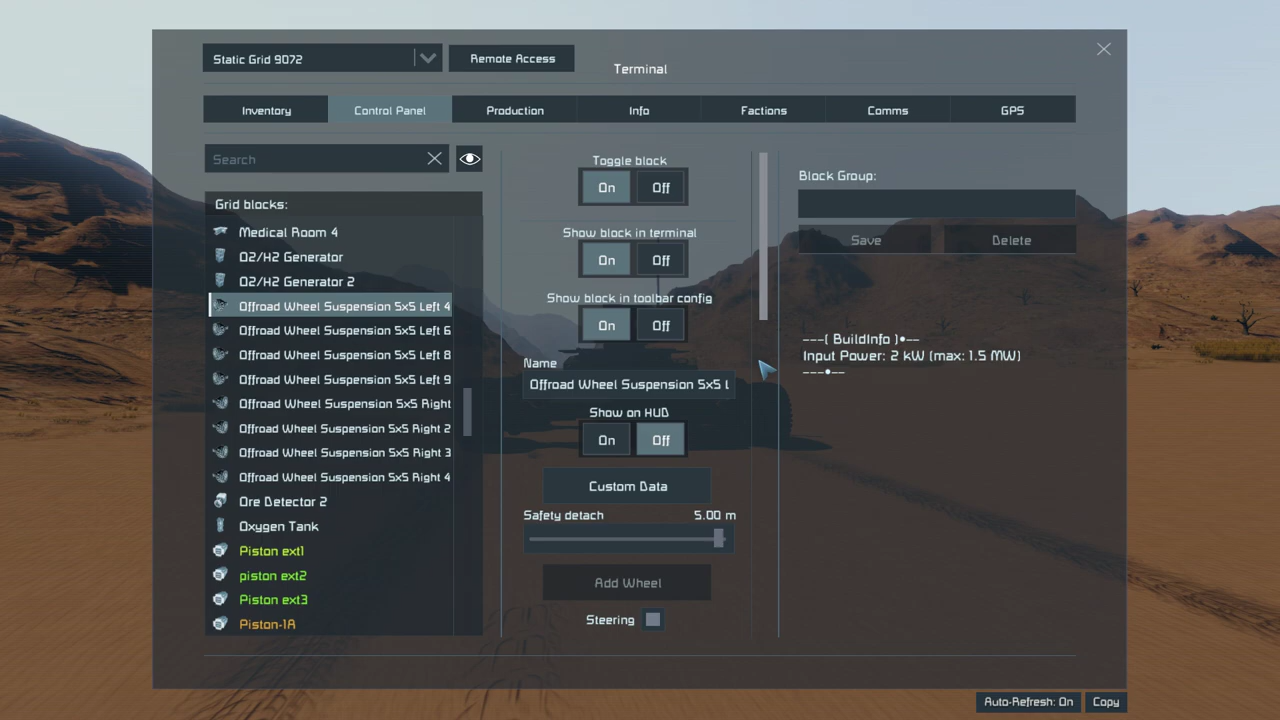 Static Grid 9072
Remote Access
Terminal
Inventory
Control Panel
Production
Info
Factions
Comms
GPS
Search
Grid blocks:
Medical Room 4
O2/H2 Generator
O2/H2 Generator 2
Offroad Wheel Suspension 5x5 Left 4
Offroad Wheel Suspension 5x5 Left 6
Offroad Wheel Suspension 5x5 Left 8
Offroad Wheel Suspension 5x5 Left 9
Offroad Wheel Suspension 5x5 Right
Offroad Wheel Suspension 5x5 Right 2
Offroad Wheel Suspension 5x5 Right 3
Offroad Wheel Suspension 5x5 Right 4
Ore Detector 2
Oxygen Tank
Piston ext1
piston ext2
Piston ext3
Piston-1A
Toggle block
On Off
Show block in terminal
On Off
Show block in toolbar config
On Off
Name
Offroad Wheel Suspension 5x5 L
Show on HUD
On Off
Custom Data
Safety detach 5.00 m
Add Wheel
Steering
Block Group:
Save
Delete
---( BuildInfo )•--
Input Power: 2 kW (max: 1.5 MW)
---•--
Auto-Refresh: On
Copy